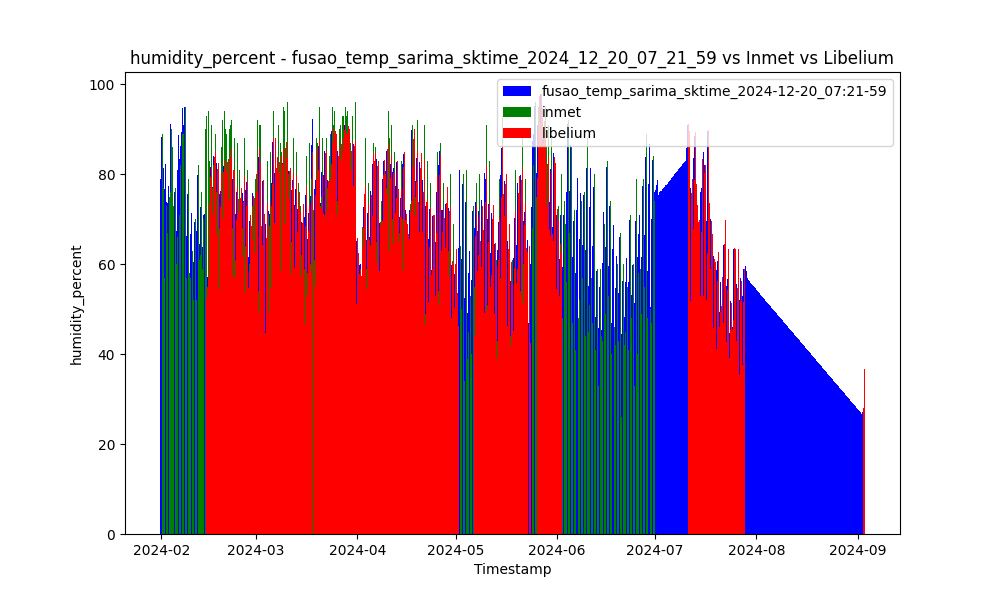 humidity_percent - fusao_temp_sarima_sktime_2024_12_20_07_21_59 vs Inmet vs Libelium
fusao_temp_sarima_sktime_2024-12-20_07:21-59
inmet
libelium
100
80
60
40
20
0
humidity_percent
2024-02 2024-03 2024-04 2024-05 2024-06 2024-07 2024-08 2024-09
Timestamp